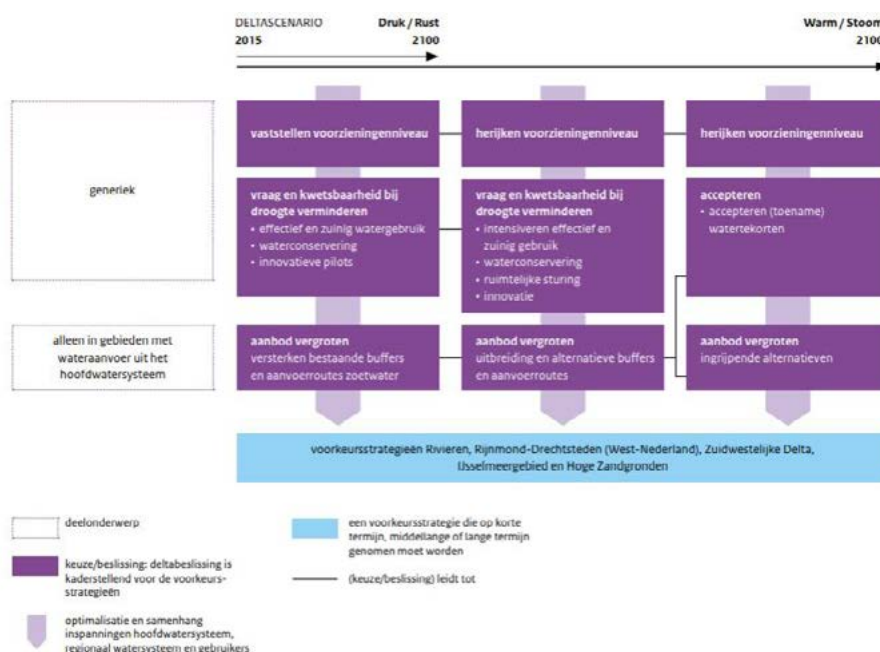 DELTASCENARIO
2015
Druk / Rust
2100
Warm / Stoom
2100
generiek
vaststellen voorzieningenniveau
herijken voorzieningenniveau
herijken voorzieningenniveau
vraag en kwetsbaarheid bij
droogte verminderen
• effectief en zuinig watergebruik
• waterconservering
• innovatieve pilots
vraag en kwetsbaarheid bij
droogte verminderen
• intensiveren effectief en
zuinig gebruik
• waterconservering
• ruimtelijke sturing
• innovatie
accepteren
• accepteren (toename)
watertekorten
alleen in gebieden met
wateraanvoer uit het
hoofdwatersysteem
aanbod vergroten
versterken bestaande buffers
en aanvoerroutes zoetwater
aanbod vergroten
uitbreiding en alternatieve buffers
en aanvoerroutes
aanbod vergroten
ingrijpende alternatieven
voorkeursstrategieën Rivieren, Rijnmond-Drechtsteden (West-Nederland), Zuidwestelijke Delta,
IJsselmeergebied en Hoge Zandgronden
deelonderwerp
keuze/beslissing: deltabeslissing is
kaderstellend voor de voorkeurs-
strategieën
optimalisatie en samenhang
inspanningen hoofdwatersysteem,
regionaal watersysteem en gebruikers
een voorkeursstrategie die op korte
termijn, middellange of lange termijn
genomen moet worden
(keuze/beslissing) leidt tot